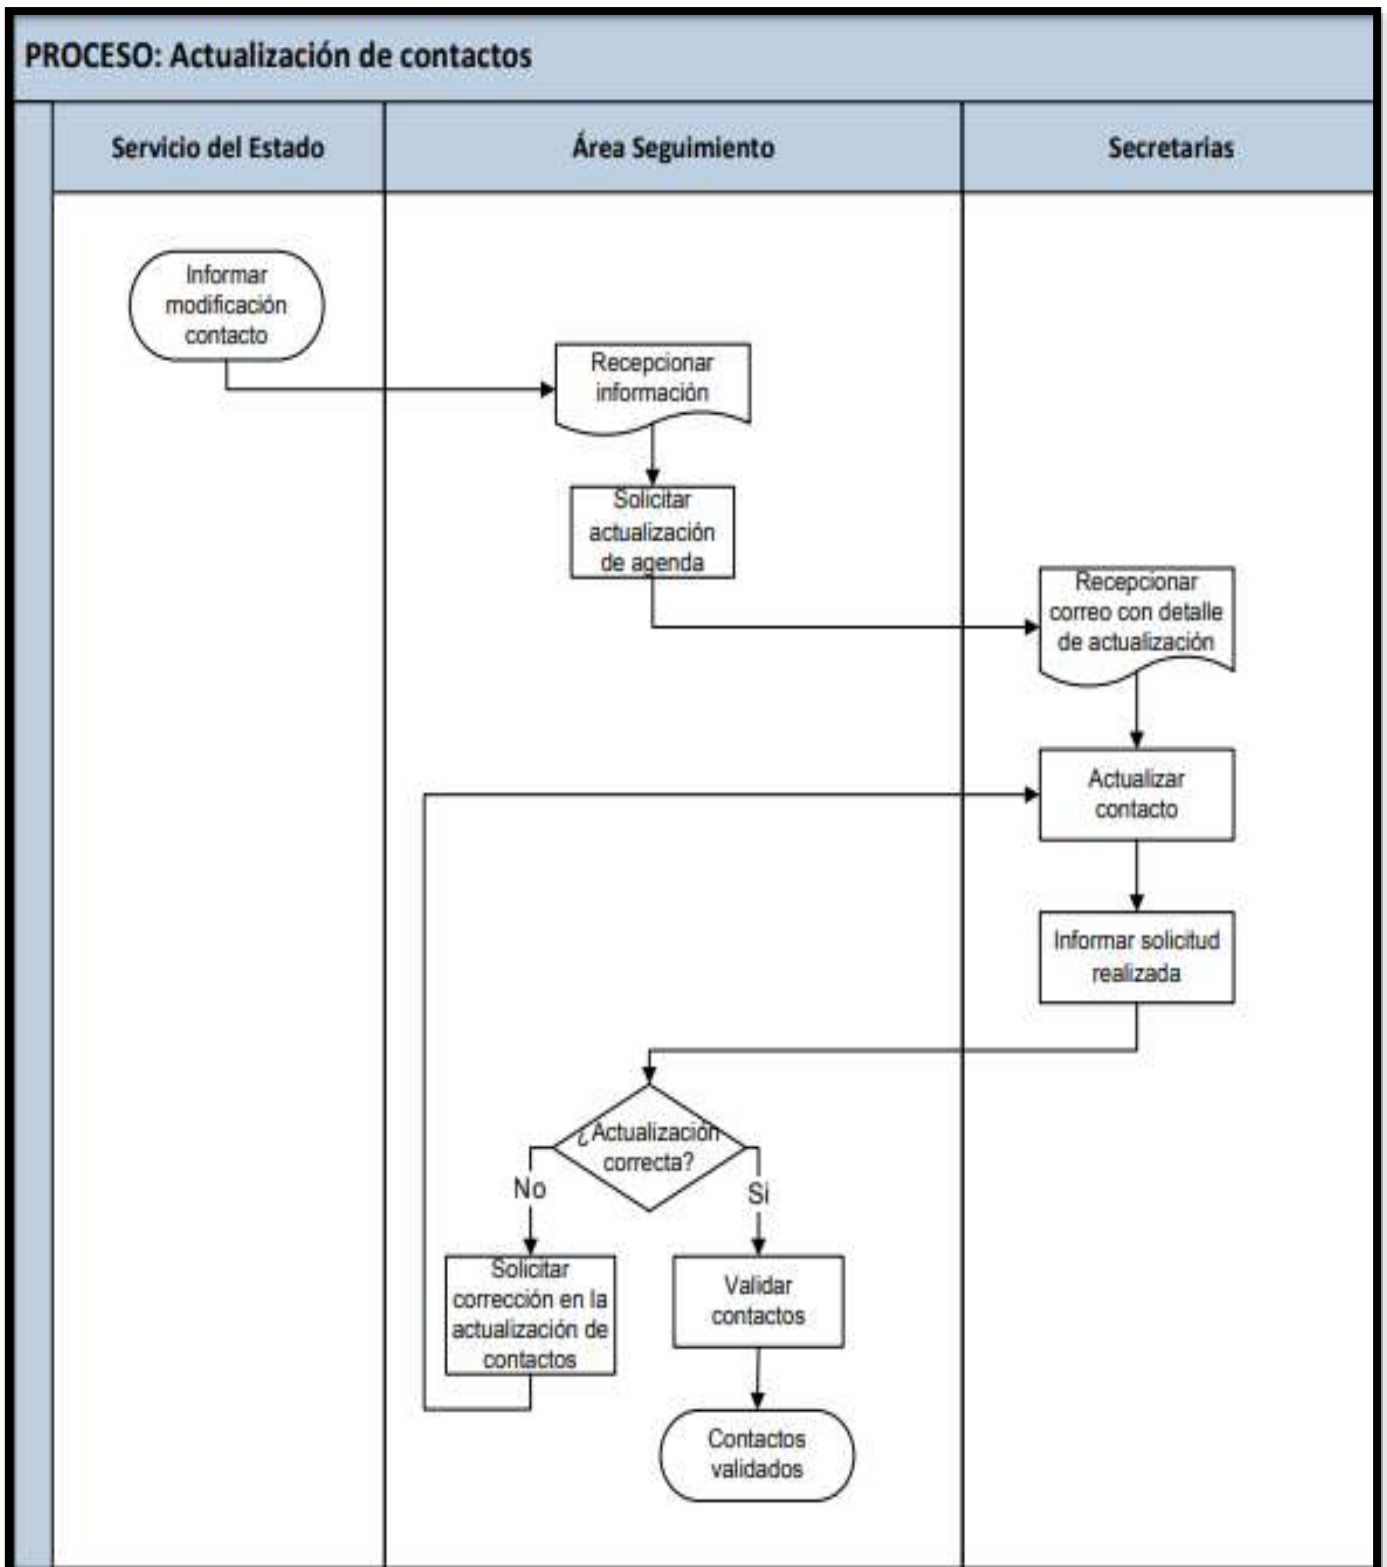 PROCESO: Actualización de contactos
Servicio del Estado
Área Seguimiento
Secretarias
Informar
modificación
contacto
Recepcionar
información
Solicitar
actualización
de agenda
Recepcionar
correo con detalle
de actualización
Actualizar
contacto
Informar solicitud
realizada
¿Actualización
correcta?
No
Si
Solicitar
corrección en la
actualización de
contactos
Validar
contactos
Contactos
validados